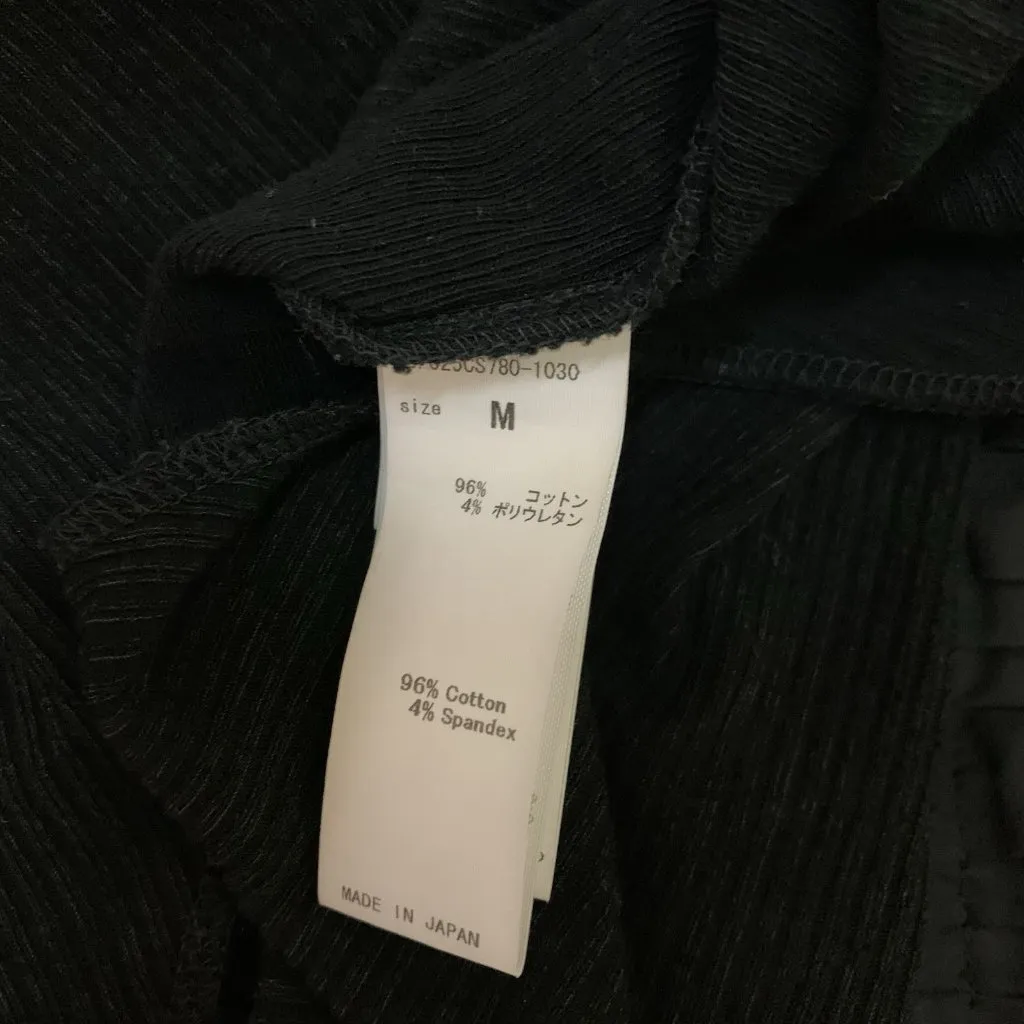 size M
96% コットン
4% ポリウレタン
96% Cotton
4% Spandex
MADE IN JAPAN